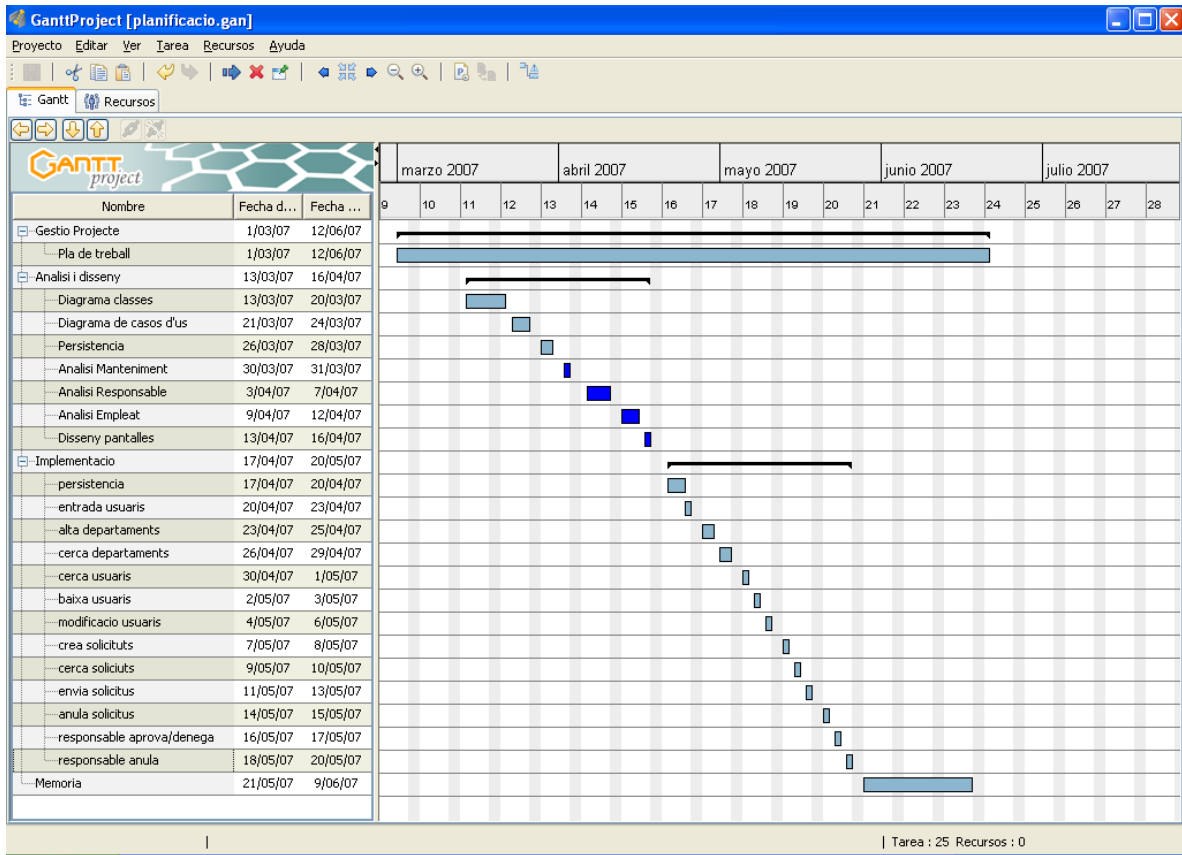 GanttProject [planificacio.gan]
Proyecto Editar Ver Tarea Recursos Ayuda
Gantt Recursos
GANTT project
marzo 2007 abril 2007 mayo 2007 junio 2007 julio 2007
Nombre Fecha d... Fecha ... 9 10 11 12 13 14 15 16 17 18 19 20 21 22 23 24 25 26 27 28
Gestio Projecte 1/03/07 12/06/07
Pla de treball 1/03/07 12/06/07
Analisi i disseny 13/03/07 16/04/07
Diagrama classes 13/03/07 20/03/07
Diagrama de casos d'us 21/03/07 24/03/07
Persistencia 26/03/07 28/03/07
Analisi Manteniment 30/03/07 31/03/07
Analisi Responsable 3/04/07 7/04/07
Analisi Empleat 9/04/07 12/04/07
Disseny pantalles 13/04/07 16/04/07
Implementacio 17/04/07 20/05/07
persistencia 17/04/07 20/04/07
entrada usuaris 20/04/07 23/04/07
alta departaments 23/04/07 25/04/07
cerca departaments 26/04/07 29/04/07
cerca usuaris 30/04/07 1/05/07
baixa usuaris 2/05/07 3/05/07
modificacio usuaris 4/05/07 6/05/07
crea solicituts 7/05/07 8/05/07
cerca soliciuts 9/05/07 10/05/07
envia solicitus 11/05/07 13/05/07
anula solicitus 14/05/07 15/05/07
responsable aprova/denega 16/05/07 17/05/07
responsable anula 18/05/07 20/05/07
Memoria 21/05/07 9/06/07
Tarea : 25 Recursos : 0